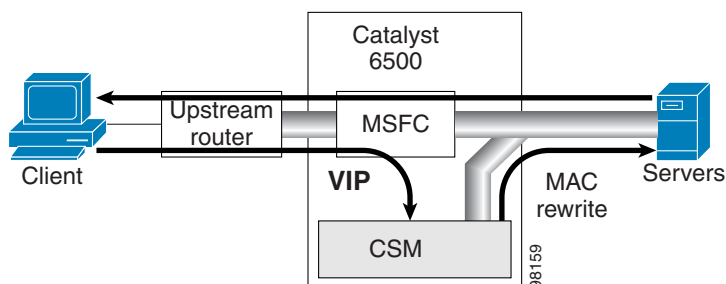 Catalyst
6500
Upstream
router
MSFC
Client
VIP
MAC
rewrite
Servers
CSM
98159